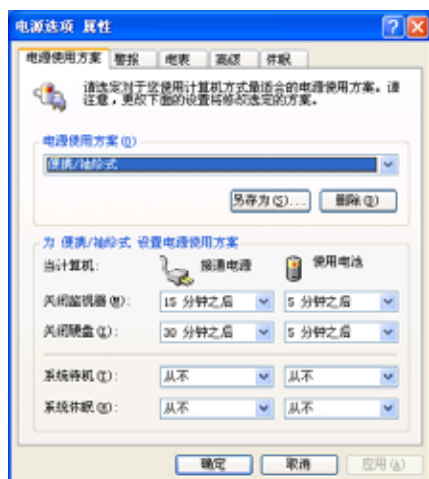 电源选项 属性
电源使用方案 警报 电表 高级 休眠
请选定对于您使用计算机方式最适合的电源使用方案。请
注意，更改下面的设置将修改选定的方案。
电源使用方案(O)
便携/袖珍式
另存为(S)... 删除(D)
为 便携/袖珍式 设置电源使用方案
当计算机: 接通电源 使用电池
关闭监视器(M): 15 分钟之后 5 分钟之后
关闭硬盘(I): 30 分钟之后 5 分钟之后
系统待机(T): 从不 从不
系统休眠(H): 从不 从不
确定 取消 应用(A)